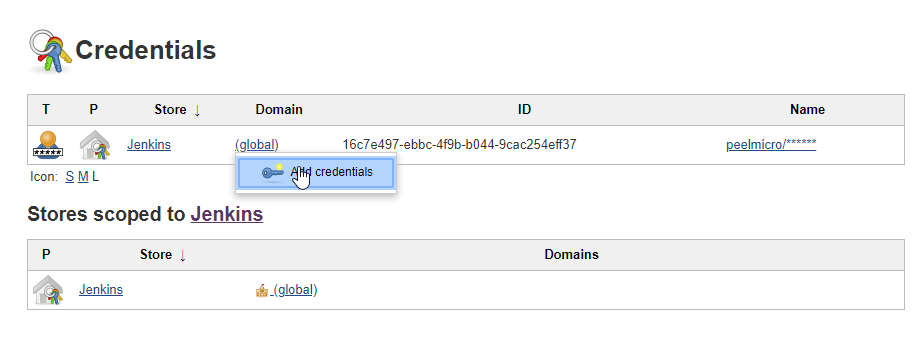 Credentials
T P Store ↓ Domain ID Name
Jenkins (global) 16c7e497-ebbc-4f9b-b044-9cac254eff37 peelmicro/******
Add credentials
Icon: S M L
Stores scoped to Jenkins
P Store ↓ Domains
Jenkins (global)